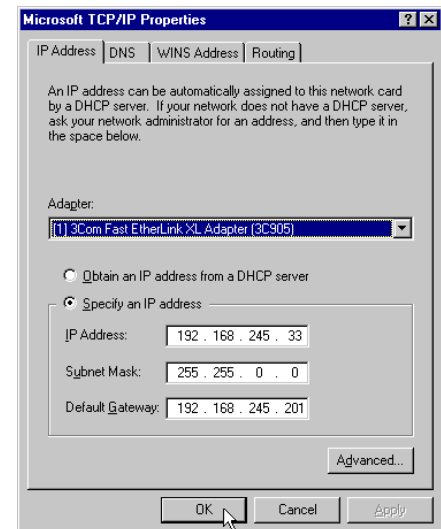 Microsoft TCP/IP Properties
IP Address DNS WINS Address Routing
An IP address can be automatically assigned to this network card
by a DHCP server. If your network does not have a DHCP server,
ask your network administrator for an address, and then type it in
the space below.
Adapter:
[1] 3Com Fast EtherLink XL Adapter (3C905)
Obtain an IP address from a DHCP server
Specify an IP address
IP Address: 192 . 168 . 245 . 33
Subnet Mask: 255 . 255 . 0 . 0
Default Gateway: 192 . 168 . 245 . 201
Advanced...
OK Cancel Apply